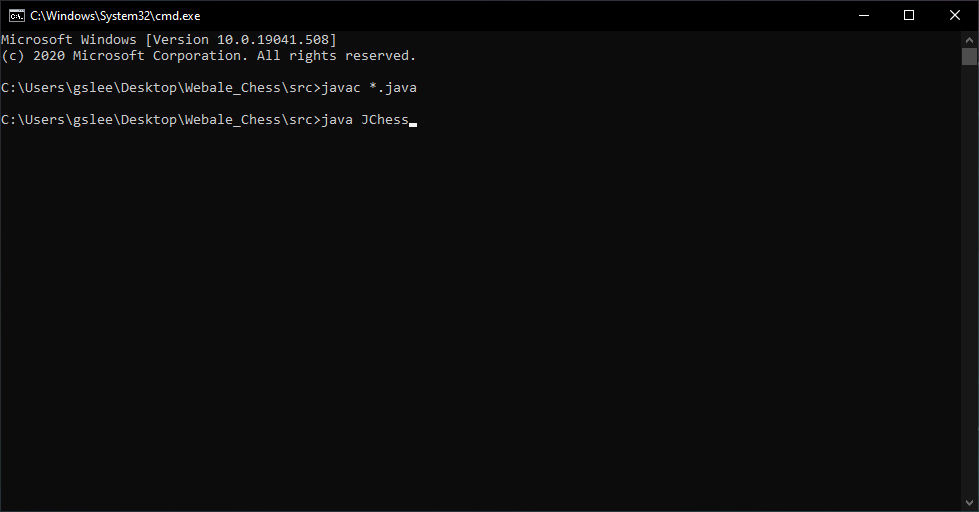 C:\Windows\System32\cmd.exe
Microsoft Windows [Version 10.0.19041.508]
(c) 2020 Microsoft Corporation. All rights reserved.
C:\Users\gslee\Desktop\Webale_Chess\src>javac *.java
C:\Users\gslee\Desktop\Webale_Chess\src>java JChess